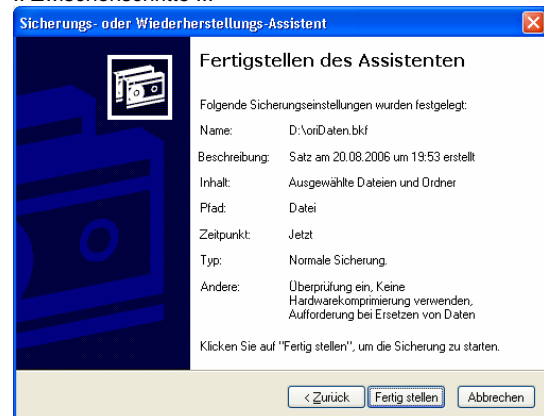 Sicherungs- oder Wiederherstellungs-Assistent
Fertigstellen des Assistenten
Folgende Sicherungseinstellungen wurden festgelegt:
Name: D:\oriDaten.bkf
Beschreibung: Satz am 20.08.2006 um 19:53 erstellt
Inhalt: Ausgewählte Dateien und Ordner
Pfad: Datei
Zeitpunkt: Jetzt
Typ: Normale Sicherung.
Andere: Überprüfung ein, Keine
Hardwarekomprimierung verwenden,
Aufforderung bei Ersetzen von Daten
Klicken Sie auf "Fertig stellen", um die Sicherung zu starten.
< Zurück Fertig stellen Abbrechen